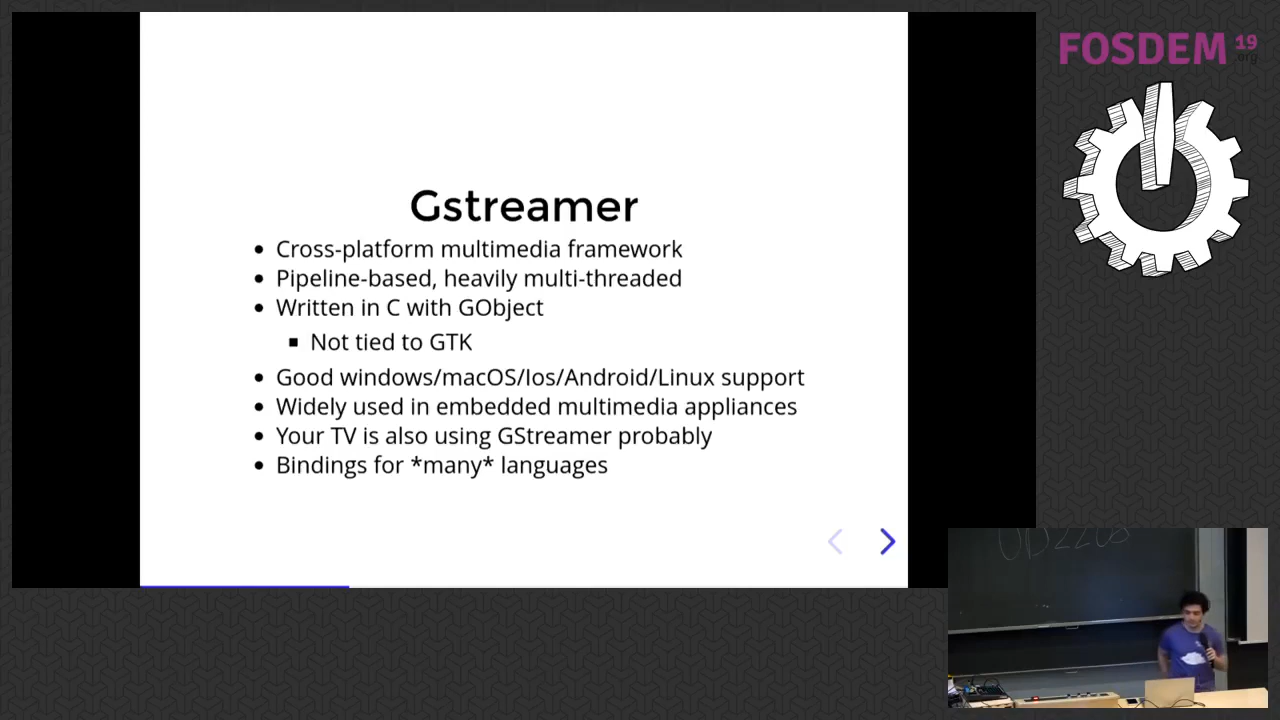 FOSDEM 19
.org
Gstreamer
• Cross-platform multimedia framework
• Pipeline-based, heavily multi-threaded
• Written in C with GObject
▪ Not tied to GTK
• Good windows/macOS/Ios/Android/Linux support
• Widely used in embedded multimedia appliances
• Your TV is also using GStreamer probably
• Bindings for *many* languages